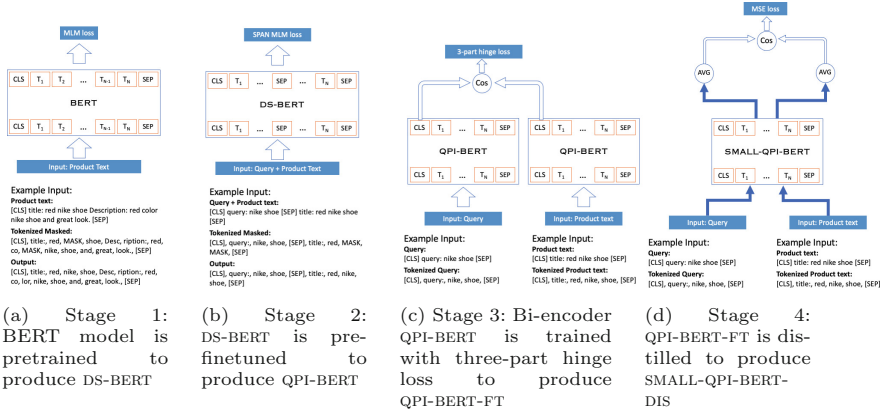 MLM loss
CLS T1 T2 ... TN-1 TN SEP
BERT
CLS T1 T2 ... TN-1 TN SEP
Input: Product Text
Example Input:
Product text:
[CLS] title: red nike shoe Description: red color
nike shoe and great look. [SEP]
Tokenized Masked:
[CLS], title:, red, MASK, shoe, Desc, ription:, red,
co, MASK, nike, shoe, and, great, look., [SEP]
Output:
[CLS], title:, red, nike, shoe, Desc, ription:, red,
co, lor, nike, shoe, and, great, look., [SEP]
(a) Stage 1:
BERT model is
pretrained to
produce DS-BERT
SPAN MLM loss
CLS T1 ... SEP ... TN SEP
DS-BERT
CLS T1 ... SEP ... TN SEP
Input: Query + Product Text
Example Input:
Query + Product text:
[CLS] query: nike shoe [SEP] title: red nike shoe
[SEP]
Tokenized Masked:
[CLS], query:, nike, shoe, [SEP], title:, red, MASK,
MASK, [SEP]
Output:
[CLS], query:, nike, shoe, [SEP], title:, red, nike,
shoe, [SEP]
(b) Stage 2:
DS-BERT is pre-
finetuned to
produce QPI-BERT
3-part hinge loss
Cos
CLS T1 ... TN SEP
QPI-BERT
CLS T1 ... TN SEP
Input: Query
Example Input:
Query:
[CLS] query: nike shoe [SEP]
Tokenized Query:
[CLS], query:, nike, shoe, [SEP]
CLS T1 ... TN SEP
QPI-BERT
CLS T1 ... TN SEP
Input: Product text
Example Input:
Product text:
[CLS] title: red nike shoe [SEP]
Tokenized Product text:
[CLS], title:, red, nike, shoe, [SEP]
(c) Stage 3: Bi-encoder
QPI-BERT is trained
with three-part hinge
loss to produce
QPI-BERT-FT
MSE loss
Cos
AVG
AVG
CLS T1 ... TN SEP
SMALL-QPI-BERT
CLS T1 ... TN SEP
Input: Query
Input: Product text
Example Input:
Query:
[CLS] query: nike shoe [SEP]
Tokenized Query:
[CLS], query:, nike, shoe, [SEP]
Example Input:
Product text:
[CLS] title: red nike shoe [SEP]
Tokenized Product text:
[CLS], title:, red, nike, shoe, [SEP]
(d) Stage 4:
QPI-BERT-FT is dis-
tilled to produce
SMALL-QPI-BERT-
DIS